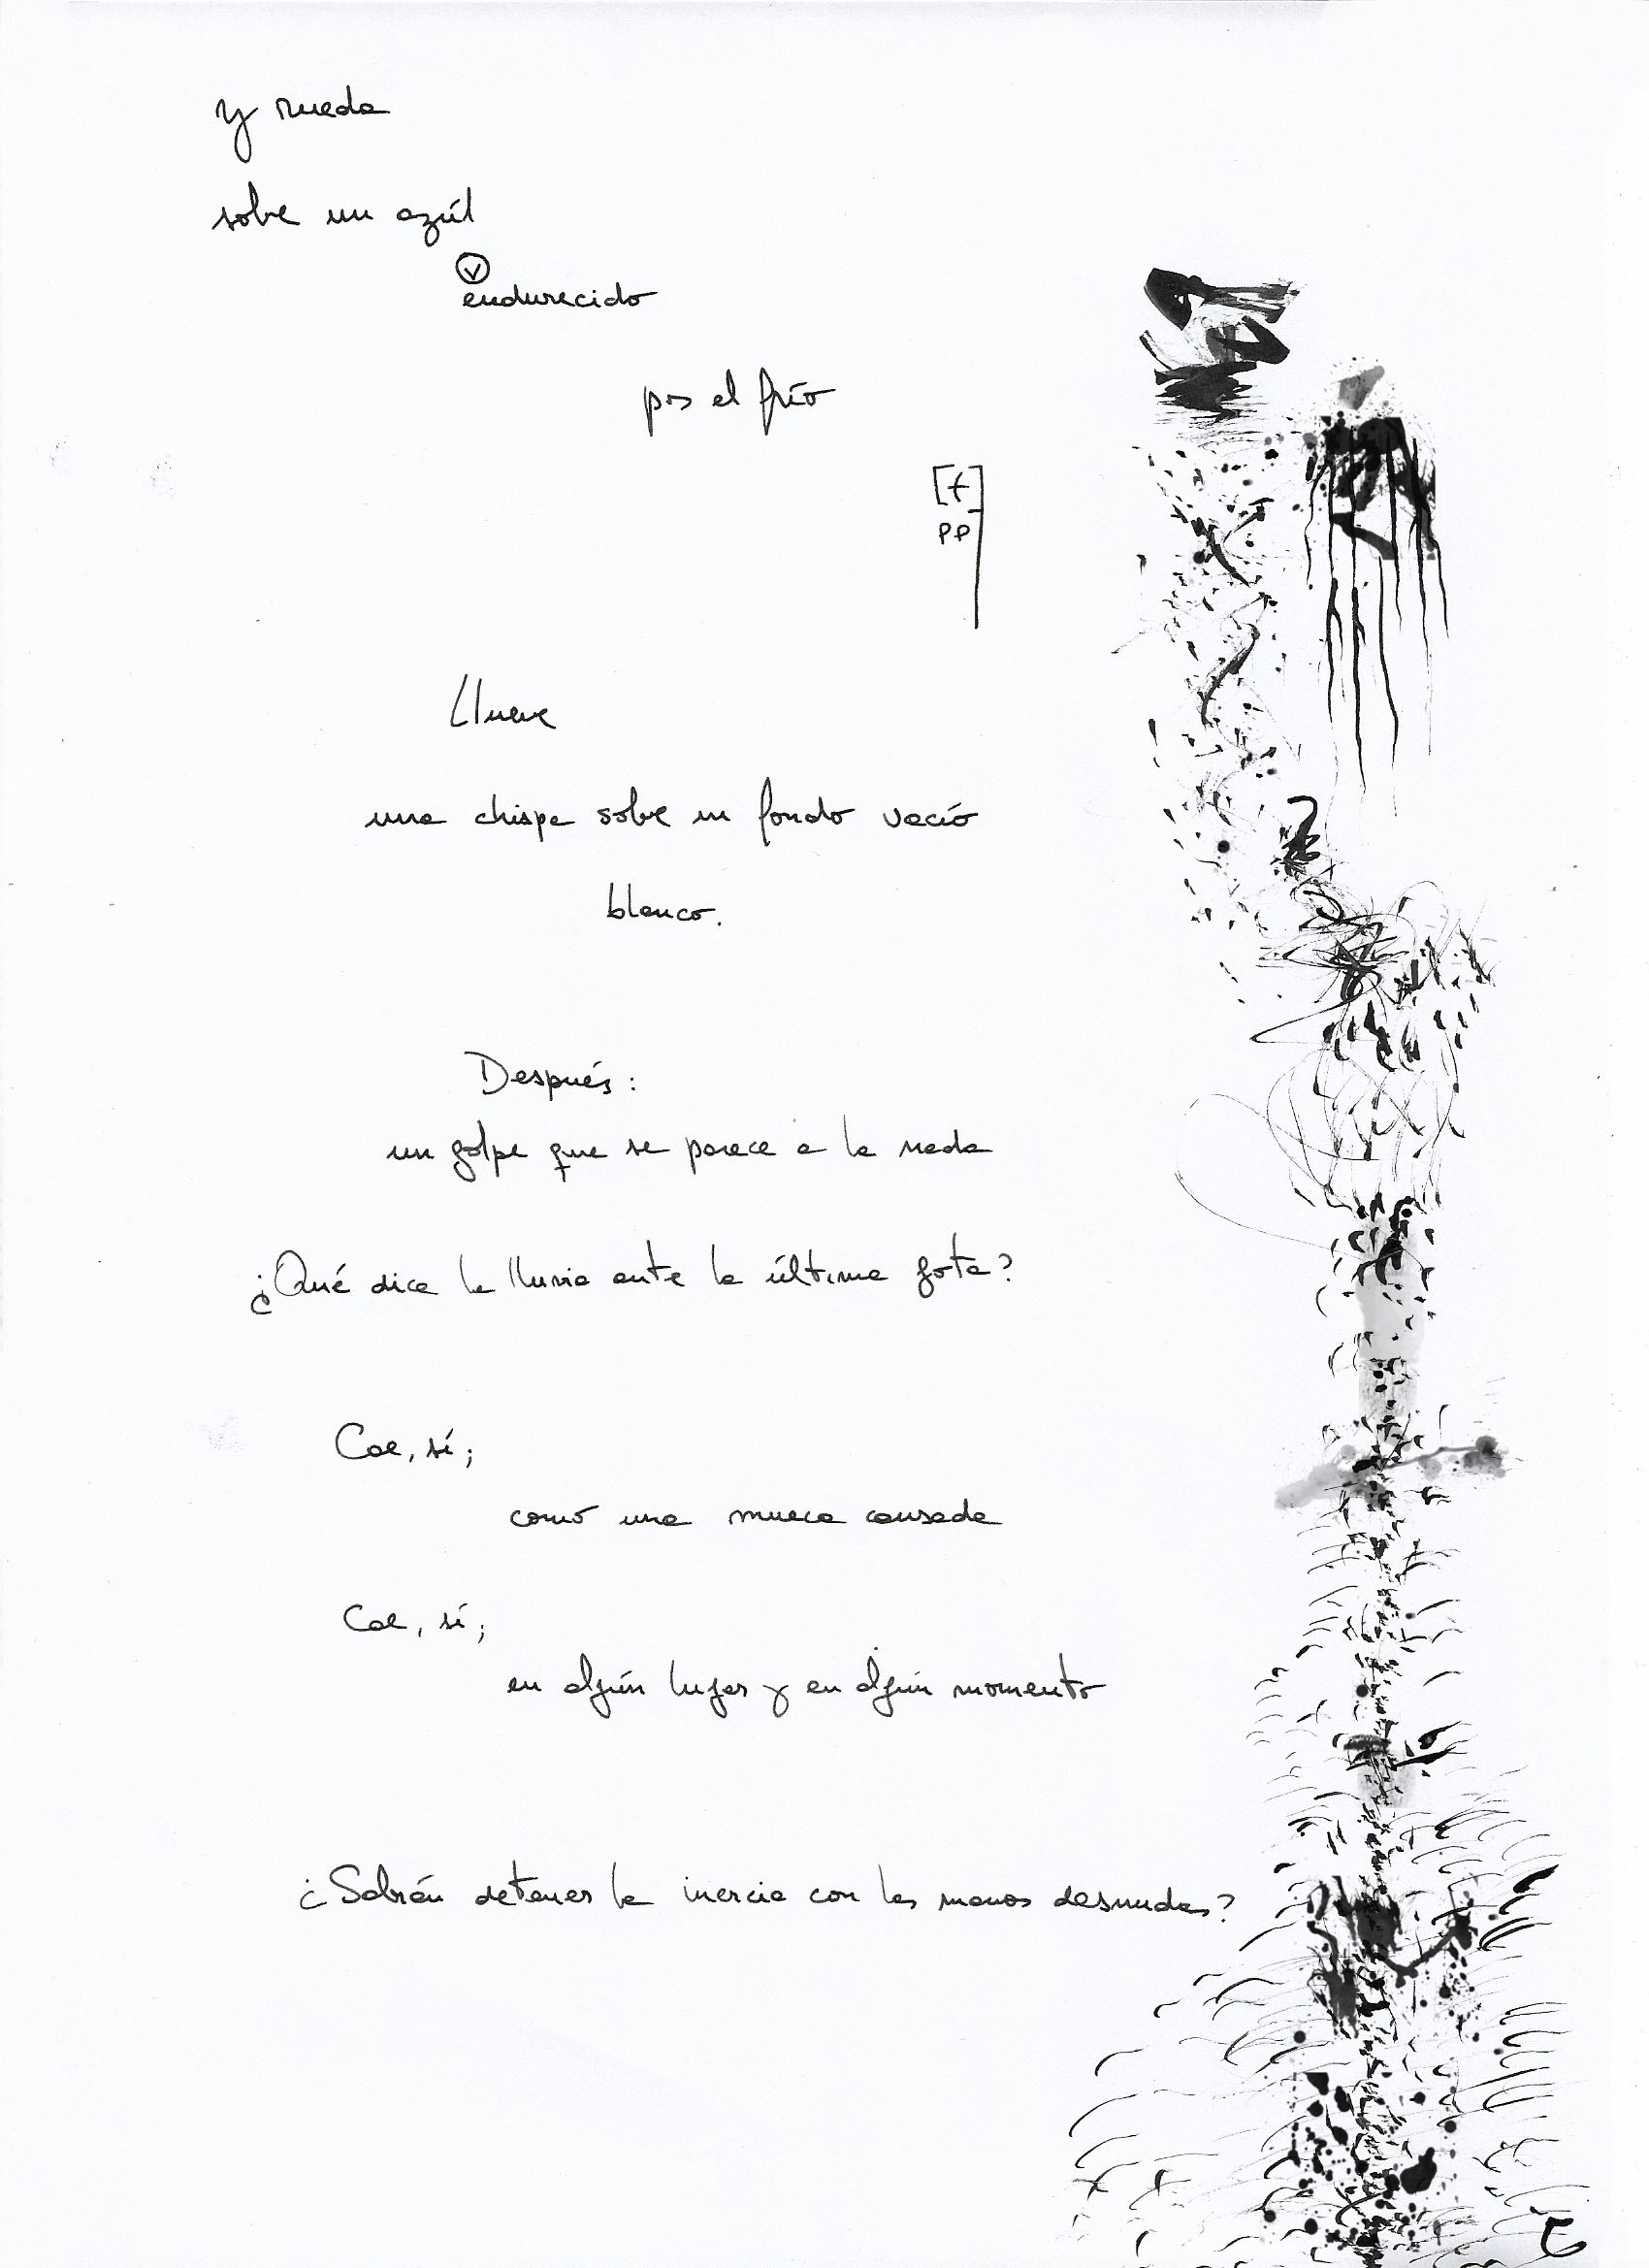 y rueda
sobre un azúl
v
endurecido
por el frío
[t]
pp
Llueve
una chispa sobre un fondo vacío
blanco.
Después:
un golpe que se parece a la nada
¿Qué dice la lluvia ante la última gota?
Cae, sí;
como una mueca cansada
Cae, sí;
en algún lugar y en algún momento
¿Sabrán detener la inercia con las manos desnudas?